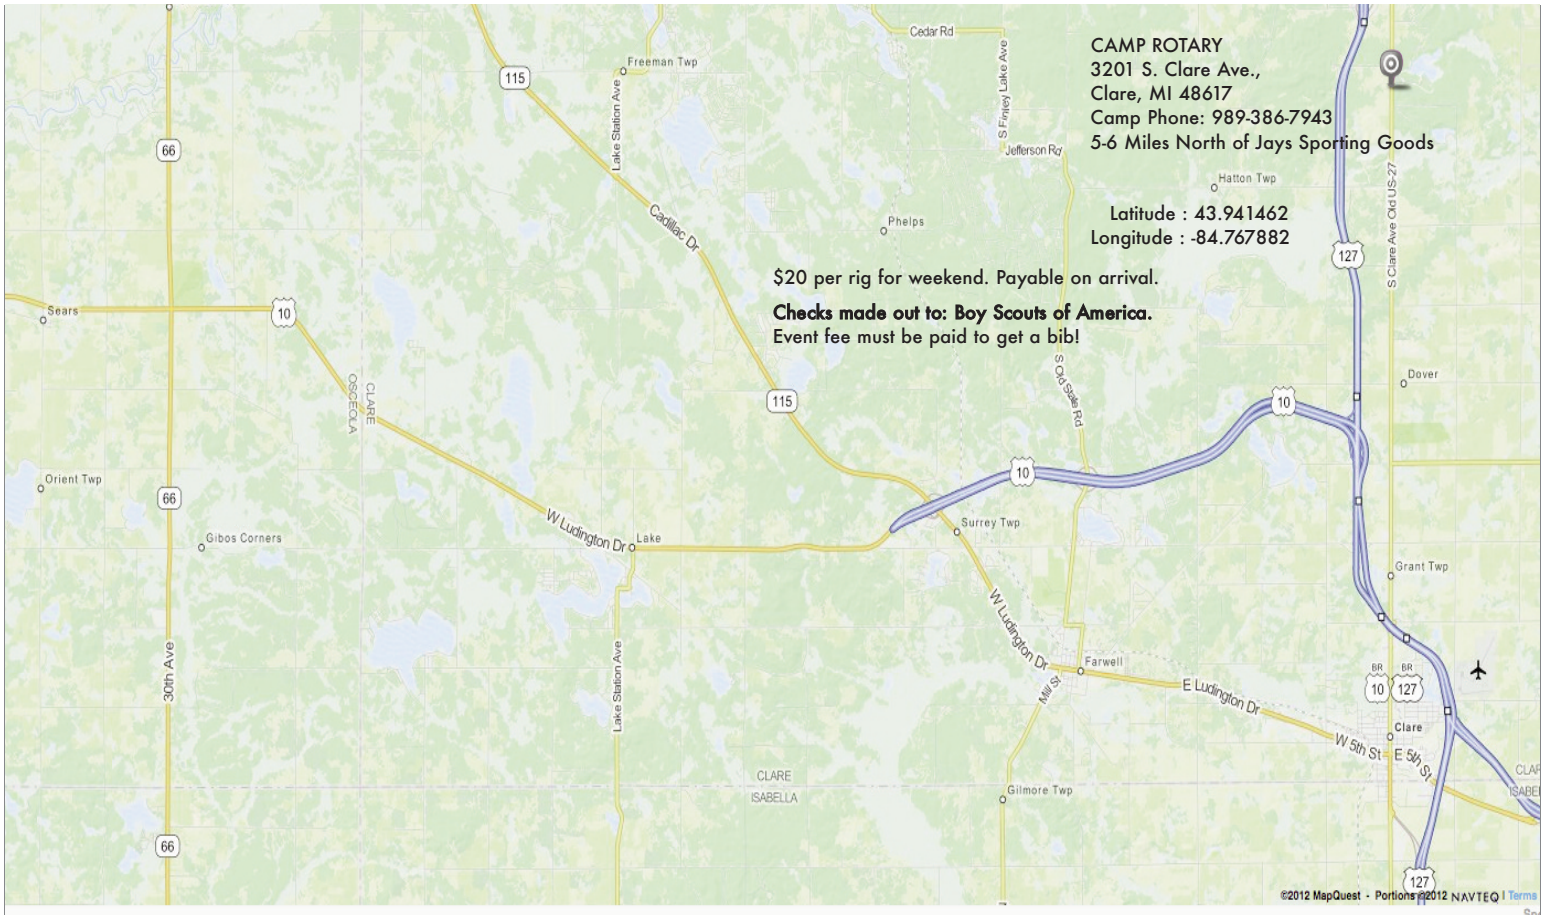 Cedar Rd
CAMP ROTARY
3201 S. Clare Ave.,
Clare, MI 48617
Camp Phone: 989-386-7943
5-6 Miles North of Jays Sporting Goods
Freeman Twp
115
Lake Station Ave
S Finley Lake Ave
Jefferson Rd
66
Hatton Twp
S Clare Ave Old US-27
Latitude : 43.941462
Longitude : -84.767882
Phelps
Cadillac Dr
127
$20 per rig for weekend. Payable on arrival.
Checks made out to: Boy Scouts of America.
Event fee must be paid to get a bib!
Sears
10
CLARE
OSCEOLA
S Old State Rd
Dover
115
10
10
Orient Twp
66
W Ludington Dr
Lake
Surrey Twp
Gibos Corners
Grant Twp
W Ludington Dr
30th Ave
Lake Station Ave
Farwell
Mill St
E Ludington Dr
BR
10
BR
127
Clare
W 5th St
E 5th St
CLARE
ISABELLA
Gilmore Twp
66
127
©2012 MapQuest - Portions ©2012 NAVTEQ | Terms